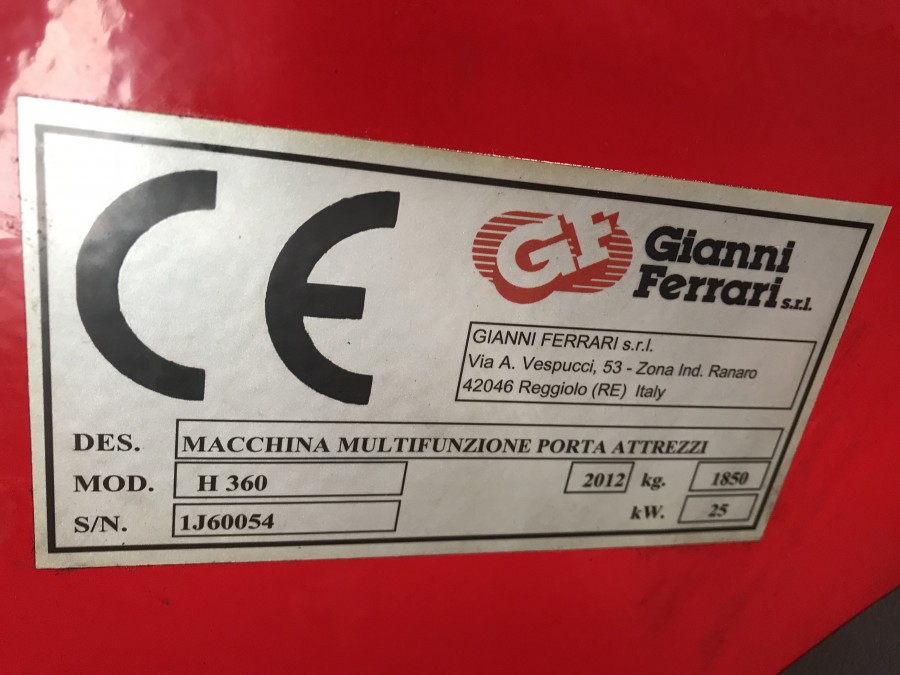 CE
GF Gianni
Ferrari s.r.l.
GIANNI FERRARI s.r.l.
Via A. Vespucci, 53 - Zona Ind. Ranaro
42046 Reggiolo (RE) Italy
DES. MACCHINA MULTIFUNZIONE PORTA ATTREZZI
MOD. H 360 2012 kg. 1850
S/N. 1J60054 kW. 25